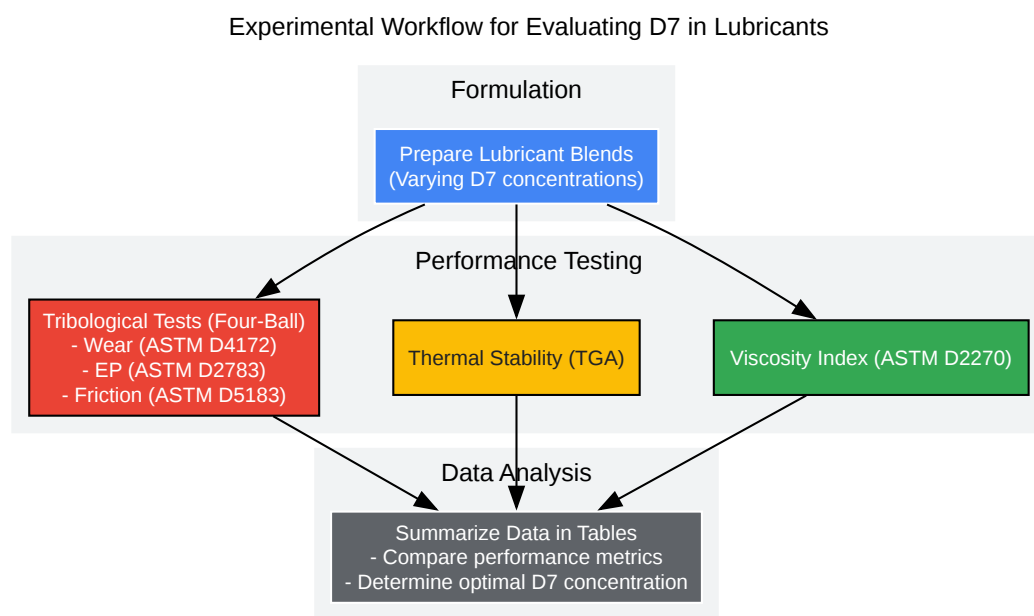 Experimental Workflow for Evaluating D7 in Lubricants
Formulation
Prepare Lubricant Blends
(Varying D7 concentrations)
Performance Testing
Tribological Tests (Four-Ball)
- Wear (ASTM D4172)
- EP (ASTM D2783)
- Friction (ASTM D5183)
Thermal Stability (TGA)
Viscosity Index (ASTM D2270)
Data Analysis
Summarize Data in Tables
- Compare performance metrics
- Determine optimal D7 concentration